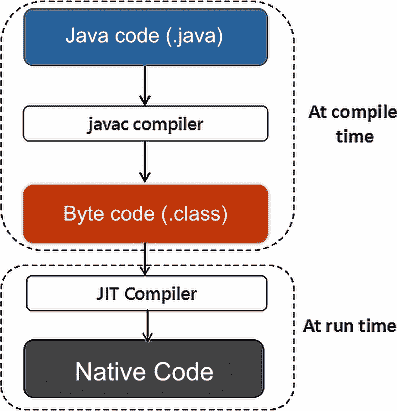 Java code (.java)
javac compiler
At compile
time
Byte code (.class)
JIT Compiler
At run time
Native Code